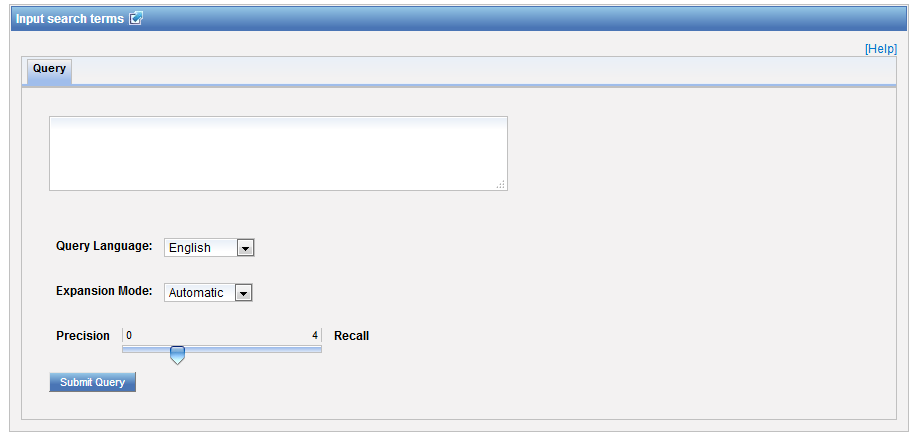 Input search terms
[Help]
Query
Query Language: English
Expansion Mode: Automatic
Precision 0 4 Recall
Submit Query